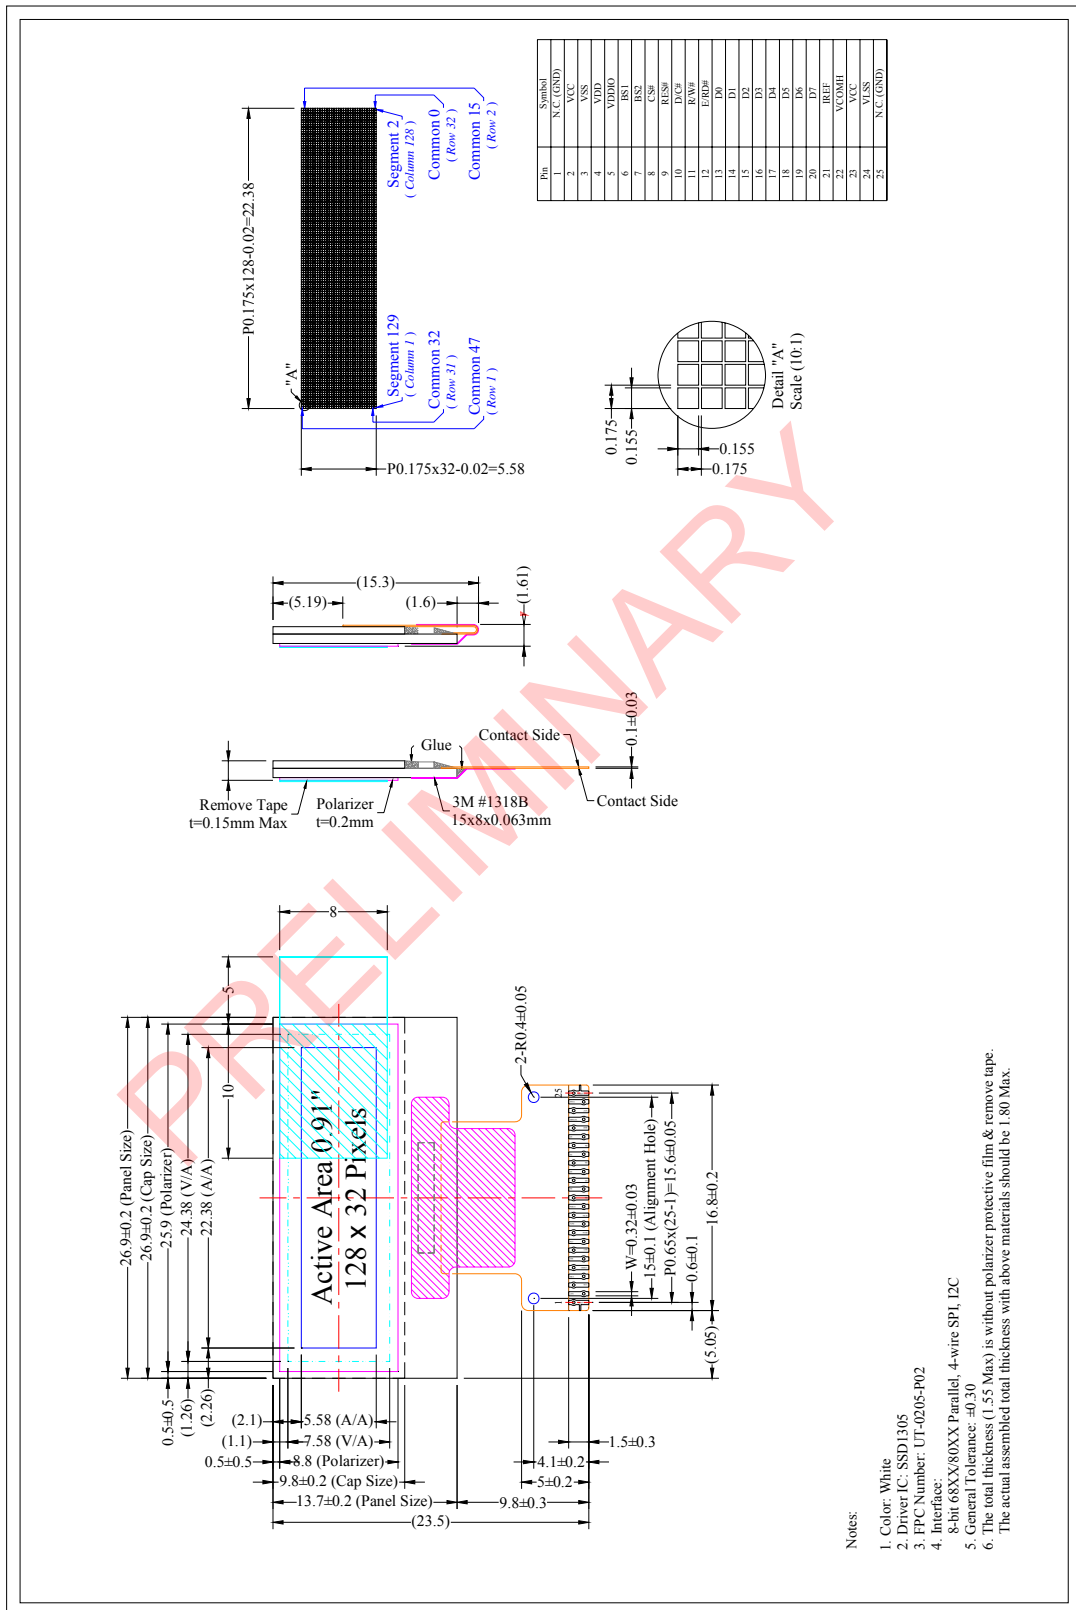 PRELIMINARY
26.9±0.2 (Panel Size)
26.9±0.2 (Cap Size)
25.9 (Polarizer)
24.38 (V/A)
22.38 (A/A)
10
5
8
0.5±0.5
(1.26)
(2.26)
(2.1)
5.58 (A/A)
(1.1)
7.58 (V/A)
0.5±0.5
8.8 (Polarizer)
9.8±0.2 (Cap Size)
13.7±0.2 (Panel Size)
9.8±0.3
(23.5)
Active Area 0.91"
128 x 32 Pixels
2-R0.4±0.05
25
1
W=0.32±0.03
15±0.1 (Alignment Hole)
P0.65x(25-1)=15.6±0.05
16.8±0.2
0.6±0.1
(5.05)
1.5±0.3
4.1±0.2
5±0.2
Remove Tape
t=0.15mm Max
Polarizer
t=0.2mm
Glue
3M #1318B
15x8x0.063mm
Contact Side
Contact Side
0.1±0.03
(15.3)
(5.19)
(1.6)
(1.61)
P0.175x128-0.02=22.38
"A"
P0.175x32-0.02=5.58
Segment 129
( Column 1 )
Common 32
( Row 31 )
Common 47
( Row 1 )
Segment 2
( Column 128 )
Common 0
( Row 32 )
Common 15
( Row 2 )
0.175
0.155
0.155
0.175
Detail "A"
Scale (10:1)
Pin Symbol
1 N.C. (GND)
2 VCC
3 VSS
4 VDD
5 VDDIO
6 BS1
7 BS2
8 CS#
9 RES#
10 D/C#
11 R/W#
12 E/RD#
13 D0
14 D1
15 D2
16 D3
17 D4
18 D5
19 D6
20 D7
21 IREF
22 VCOMH
23 VCC
24 VLSS
25 N.C. (GND)
Notes:
1. Color: White
2. Driver IC: SSD1305
3. FPC Number: UT-0205-P02
4. Interface:
8-bit 68XX/80XX Parallel, 4-wire SPI, I2C
5. General Tolerance: ±0.30
6. The total thickness (1.55 Max) is without polarizer protective film & remove tape.
The actual assembled total thickness with above materials should be 1.80 Max.